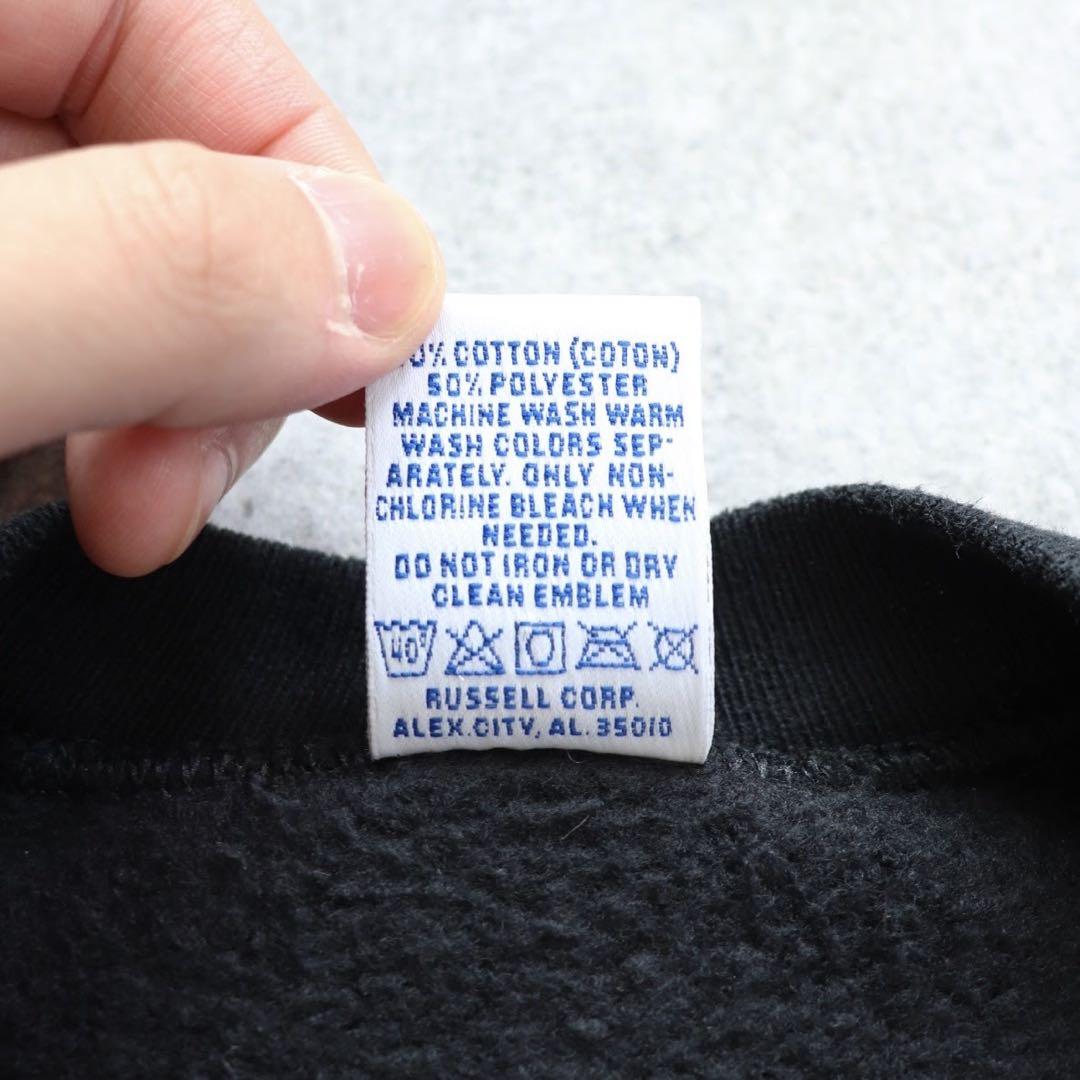 0% COTTON (COTON)
50% POLYESTER
MACHINE WASH WARM
WASH COLORS SEP-
ARATELY. ONLY NON-
CHLORINE BLEACH WHEN
NEEDED.
DO NOT IRON OR DRY
CLEAN EMBLEM
40°
RUSSELL CORP.
ALEX.CITY, AL. 35010